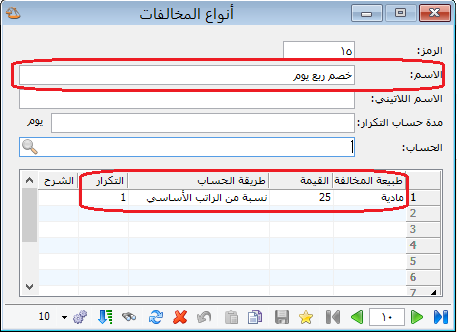 أنواع المخالفات
الرمز: ١٥
الاسم: خصم ربع يوم
الاسم اللاتيني:
مدة حساب التكرار: يوم
الحساب:
طبيعة المخالفة القيمة طريقة الحساب التكرار الشرح
1 مادية 25 نسبة من الراتب الأساسي 1
2
3
4
5
6
7
١٠ 10